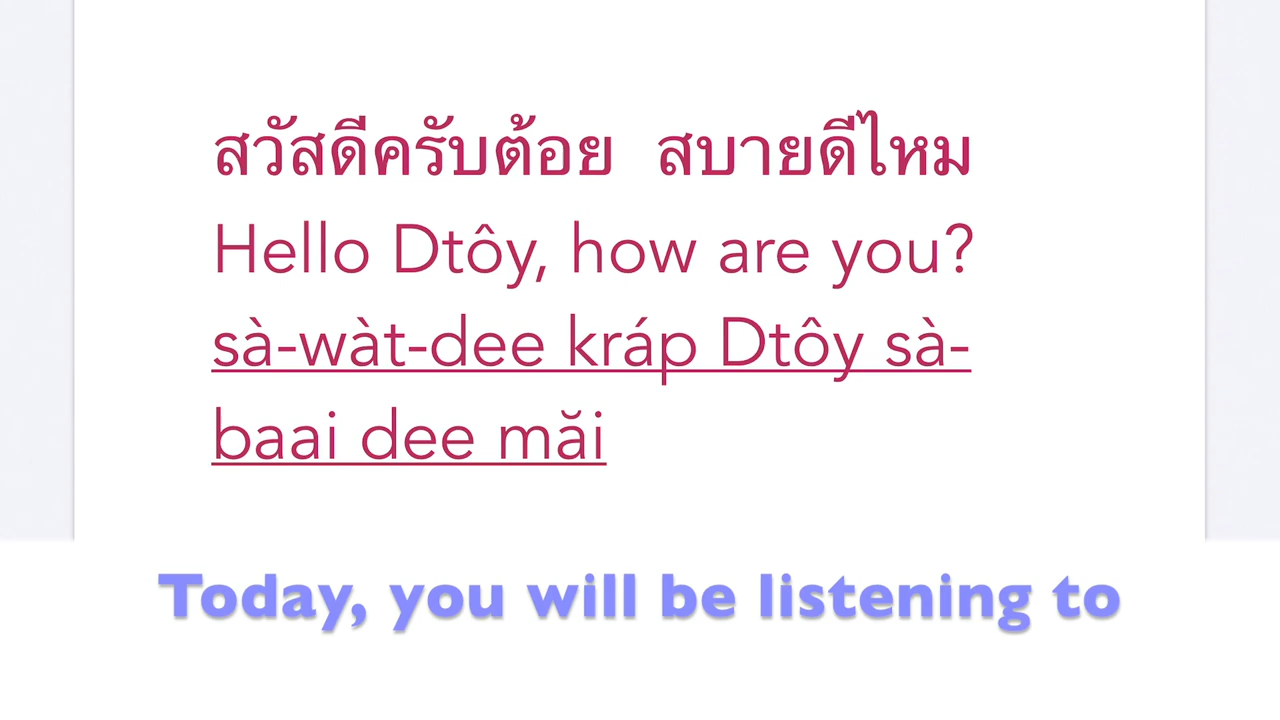 สวัสดีครับต้อย  สบายดีไหม
Hello Dtôy, how are you?
sà-wàt-dee kráp Dtôy sà-
baai dee măi
Today, you will be listening to